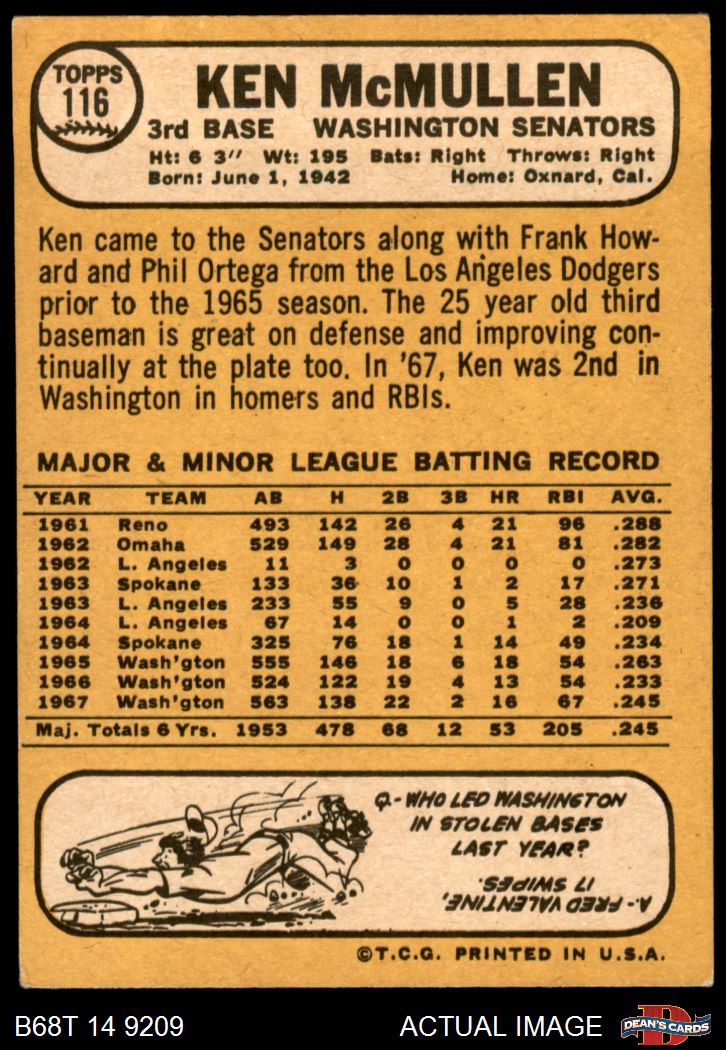 TOPPS
116
KEN McMULLEN
3rd BASE WASHINGTON SENATORS
Ht: 6 3" Wt: 195 Bats: Right Throws: Right
Born: June 1, 1942 Home: Oxnard, Cal.
Ken came to the Senators along with Frank How-
ard and Phil Ortega from the Los Angeles Dodgers
prior to the 1965 season. The 25 year old third
baseman is great on defense and improving con-
tinually at the plate too. In '67, Ken was 2nd in
Washington in homers and RBIs.
MAJOR & MINOR LEAGUE BATTING RECORD
YEAR TEAM AB H 2B 3B HR RBI AVG.
1961 Reno 493 142 26 4 21 96 .288
1962 Omaha 529 149 28 4 21 81 .282
1962 L. Angeles 11 3 0 0 0 0 .273
1963 Spokane 133 36 10 1 2 17 .271
1963 L. Angeles 233 55 9 0 5 28 .236
1964 L. Angeles 67 14 0 0 1 2 .209
1964 Spokane 325 76 18 1 14 49 .234
1965 Wash'gton 555 146 18 6 18 54 .263
1966 Wash'gton 524 122 19 4 13 54 .233
1967 Wash'gton 563 138 22 2 16 67 .245
Maj. Totals 6 Yrs. 1953 478 68 12 53 205 .245
Q.-WHO LED WASHINGTON
IN STOLEN BASES
LAST YEAR?
A.-FRED VALENTINE,
17 SWIPES.
©T.C.G. PRINTED IN U.S.A.
B68T 14 9209 ACTUAL IMAGE
D
DEAN'S CARDS